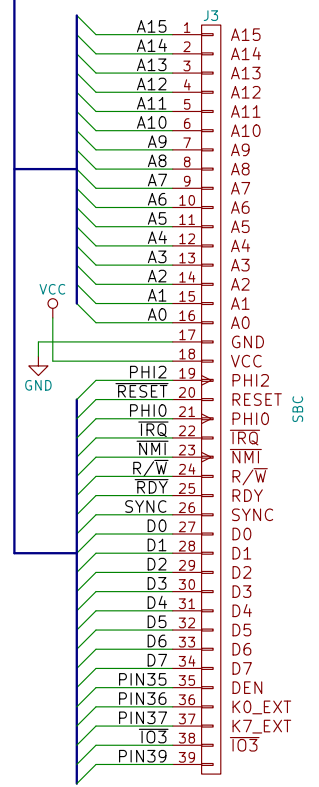 J3
A15 1 A15
A14 2 A14
A13 3 A13
A12 4 A12
A11 5 A11
A10 6 A10
A9 7 A9
A8 8 A8
A7 9 A7
A6 10 A6
A5 11 A5
A4 12 A4
A3 13 A3
A2 14 A2
VCC
A1 15 A1
A0 16 A0
17 GND
18 VCC
GND
PHI2 19 PHI2
RESET 20 RESET
PHI0 21 PHI0
SBC
IRQ 22 IRQ
NMI 23 NMI
R/W 24 R/W
RDY 25 RDY
SYNC 26 SYNC
D0 27 D0
D1 28 D1
D2 29 D2
D3 30 D3
D4 31 D4
D5 32 D5
D6 33 D6
D7 34 D7
PIN35 35 DEN
PIN36 36 K0_EXT
PIN37 37 K7_EXT
IO3 38 IO3
PIN39 39